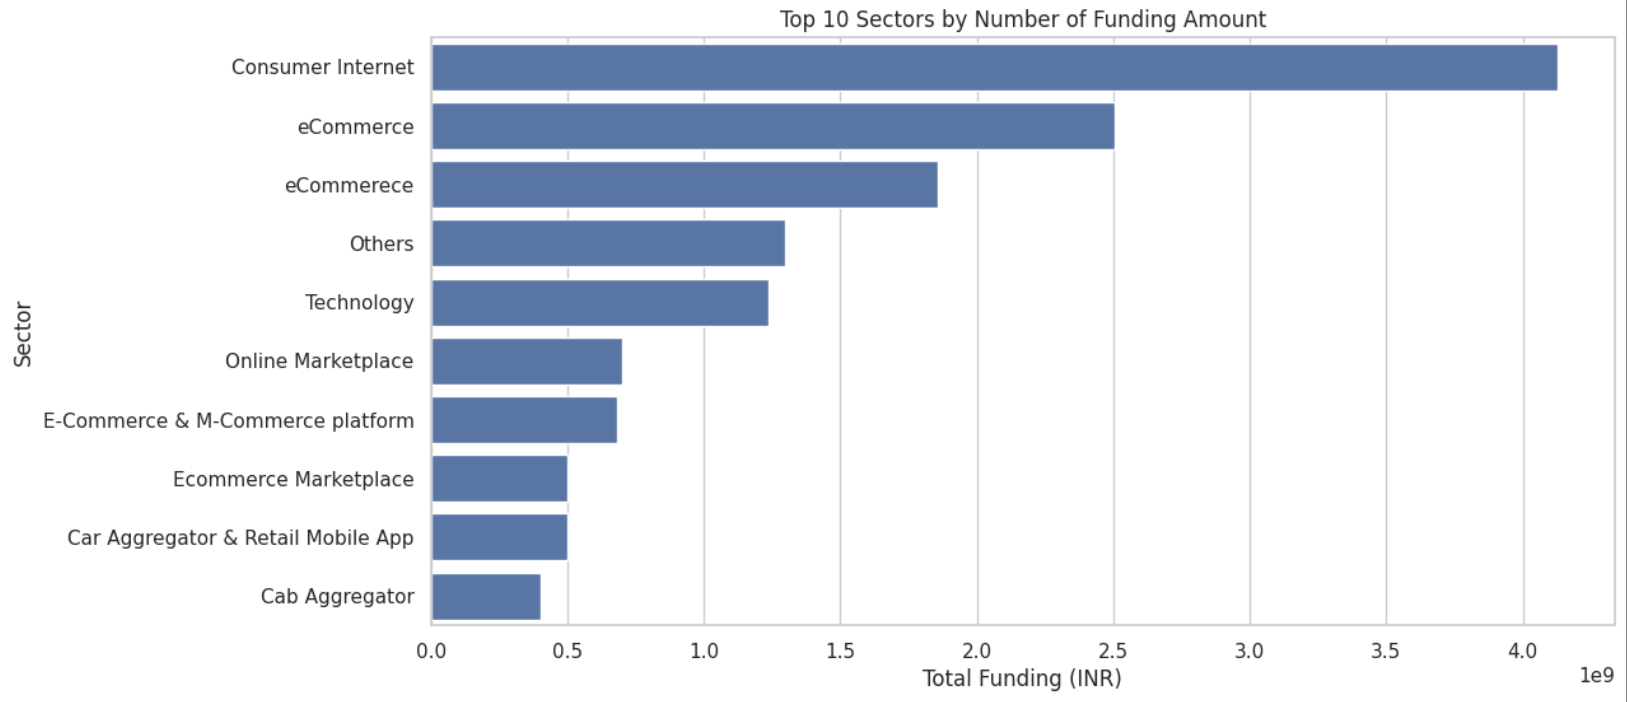 Top 10 Sectors by Number of Funding Amount
Sector
Consumer Internet
eCommerce
eCommerece
Others
Technology
Online Marketplace
E-Commerce & M-Commerce platform
Ecommerce Marketplace
Car Aggregator & Retail Mobile App
Cab Aggregator
0.0 0.5 1.0 1.5 2.0 2.5 3.0 3.5 4.0
1e9
Total Funding (INR)